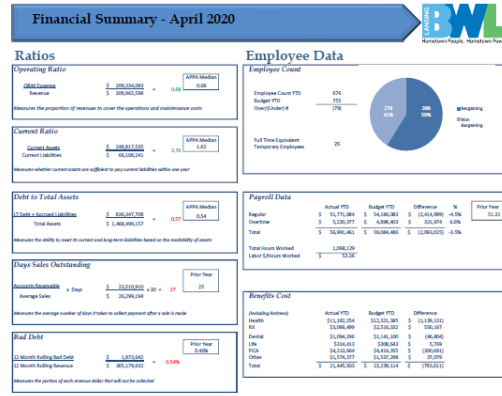 Financial Summary - April 2020
LANSING
BWL
Hometown People. Hometown Power
Ratios
Operating Ratio
O&M Expense $ 209,334,083 = 0.68
Revenue $ 309,965,598
APPA Median
0.68
Measures the proportion of revenues to cover the operations and maintenance costs
Current Ratio
Current Assets $ 248,817,535 = 3.76
Current Liabilities $ 66,108,241
APPA Median
Measures whether current assets are sufficient to pay current liabilities within one year
Debt to Total Assets
LT Debt + Accrued Liabilities $ 836,347,708 = 0.57
Total Assets $ 1,468,499,157
APPA Median
0.54
Measures the ability to meet its current and long-term liabilities based on the availability of assets
Days Sales Outstanding
Accounts Receivable x Days $ 23,510,910 x 30 = 27
Average Sales $ 26,299,194
Prior Year
25
Measures the average number of days it takes to collect payment after a sale is made
Bad Debt
12 Month Rolling Bad Debt $ 1,973,642 = 0.54%
12 Month Rolling Revenue $ 365,179,932
Prior Year
Measures the portion of each revenue dollar that will not be collected
Employee Data
Employee Count
Employee Count YTD 676
Budget YTD 755
Over/(Under) # (79)
Full Time Equivalent
Temporary Employees 25
278
41%
398
59%
Bargaining
Non
Bargaining
Payroll Data
Actual YTD Budget YTD Difference % Prior Year
Regular $ 51,771,084 $ 54,186,083 $ (2,414,999) -4.5% 51.32
Overtime $ 5,220,377 $ 4,898,403 $ 321,974 6.6%
Total $ 56,991,461 $ 59,084,486 $ (2,093,025) -3.5%
Total Hours Worked 1,068,129
Labor $/Hours Worked $ 53.36
Benefits Cost
(Including Retirees) Actual YTD Budget YTD Difference
Health $11,182,254 $12,321,385 $ (1,139,131)
RX $3,066,499 $2,516,332 $ 550,167
Dental $1,094,296 $1,141,100 $ (46,804)
Life $314,413 $308,643 $ 5,769
FICA $4,213,664 $4,414,355 $ (200,691)
Other $1,574,377 $1,537,298 $ 37,079
Total $ 21,445,502 $ 22,239,114 $ (793,611)